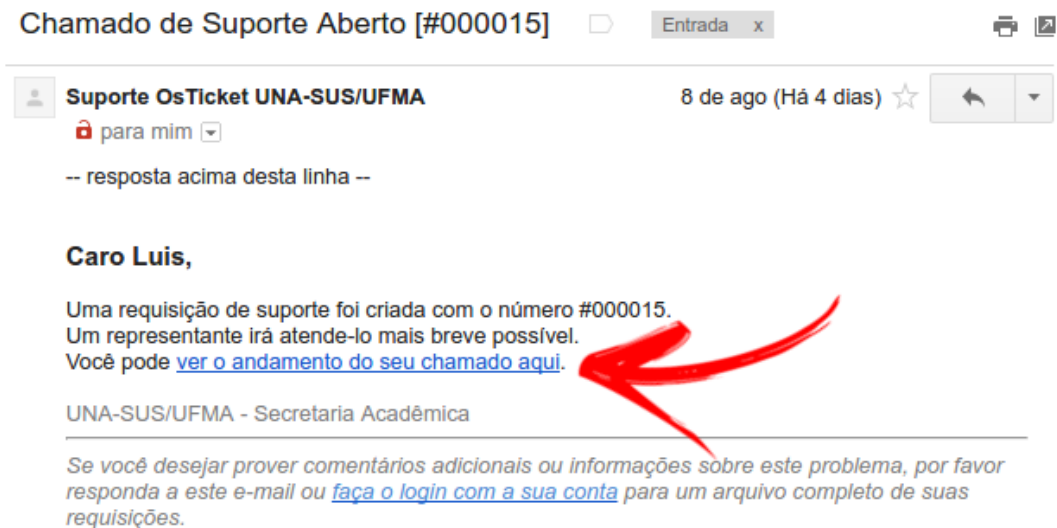 Chamado de Suporte Aberto [#000015] Entrada x
Suporte OsTicket UNA-SUS/UFMA 8 de ago (Há 4 dias)
para mim
-- resposta acima desta linha --
Caro Luis,
Uma requisição de suporte foi criada com o número #000015.
Um representante irá atende-lo mais breve possível.
Você pode ver o andamento do seu chamado aqui.
UNA-SUS/UFMA - Secretaria Acadêmica
Se você desejar prover comentários adicionais ou informações sobre este problema, por favor
responda a este e-mail ou faça o login com a sua conta para um arquivo completo de suas
requisições.